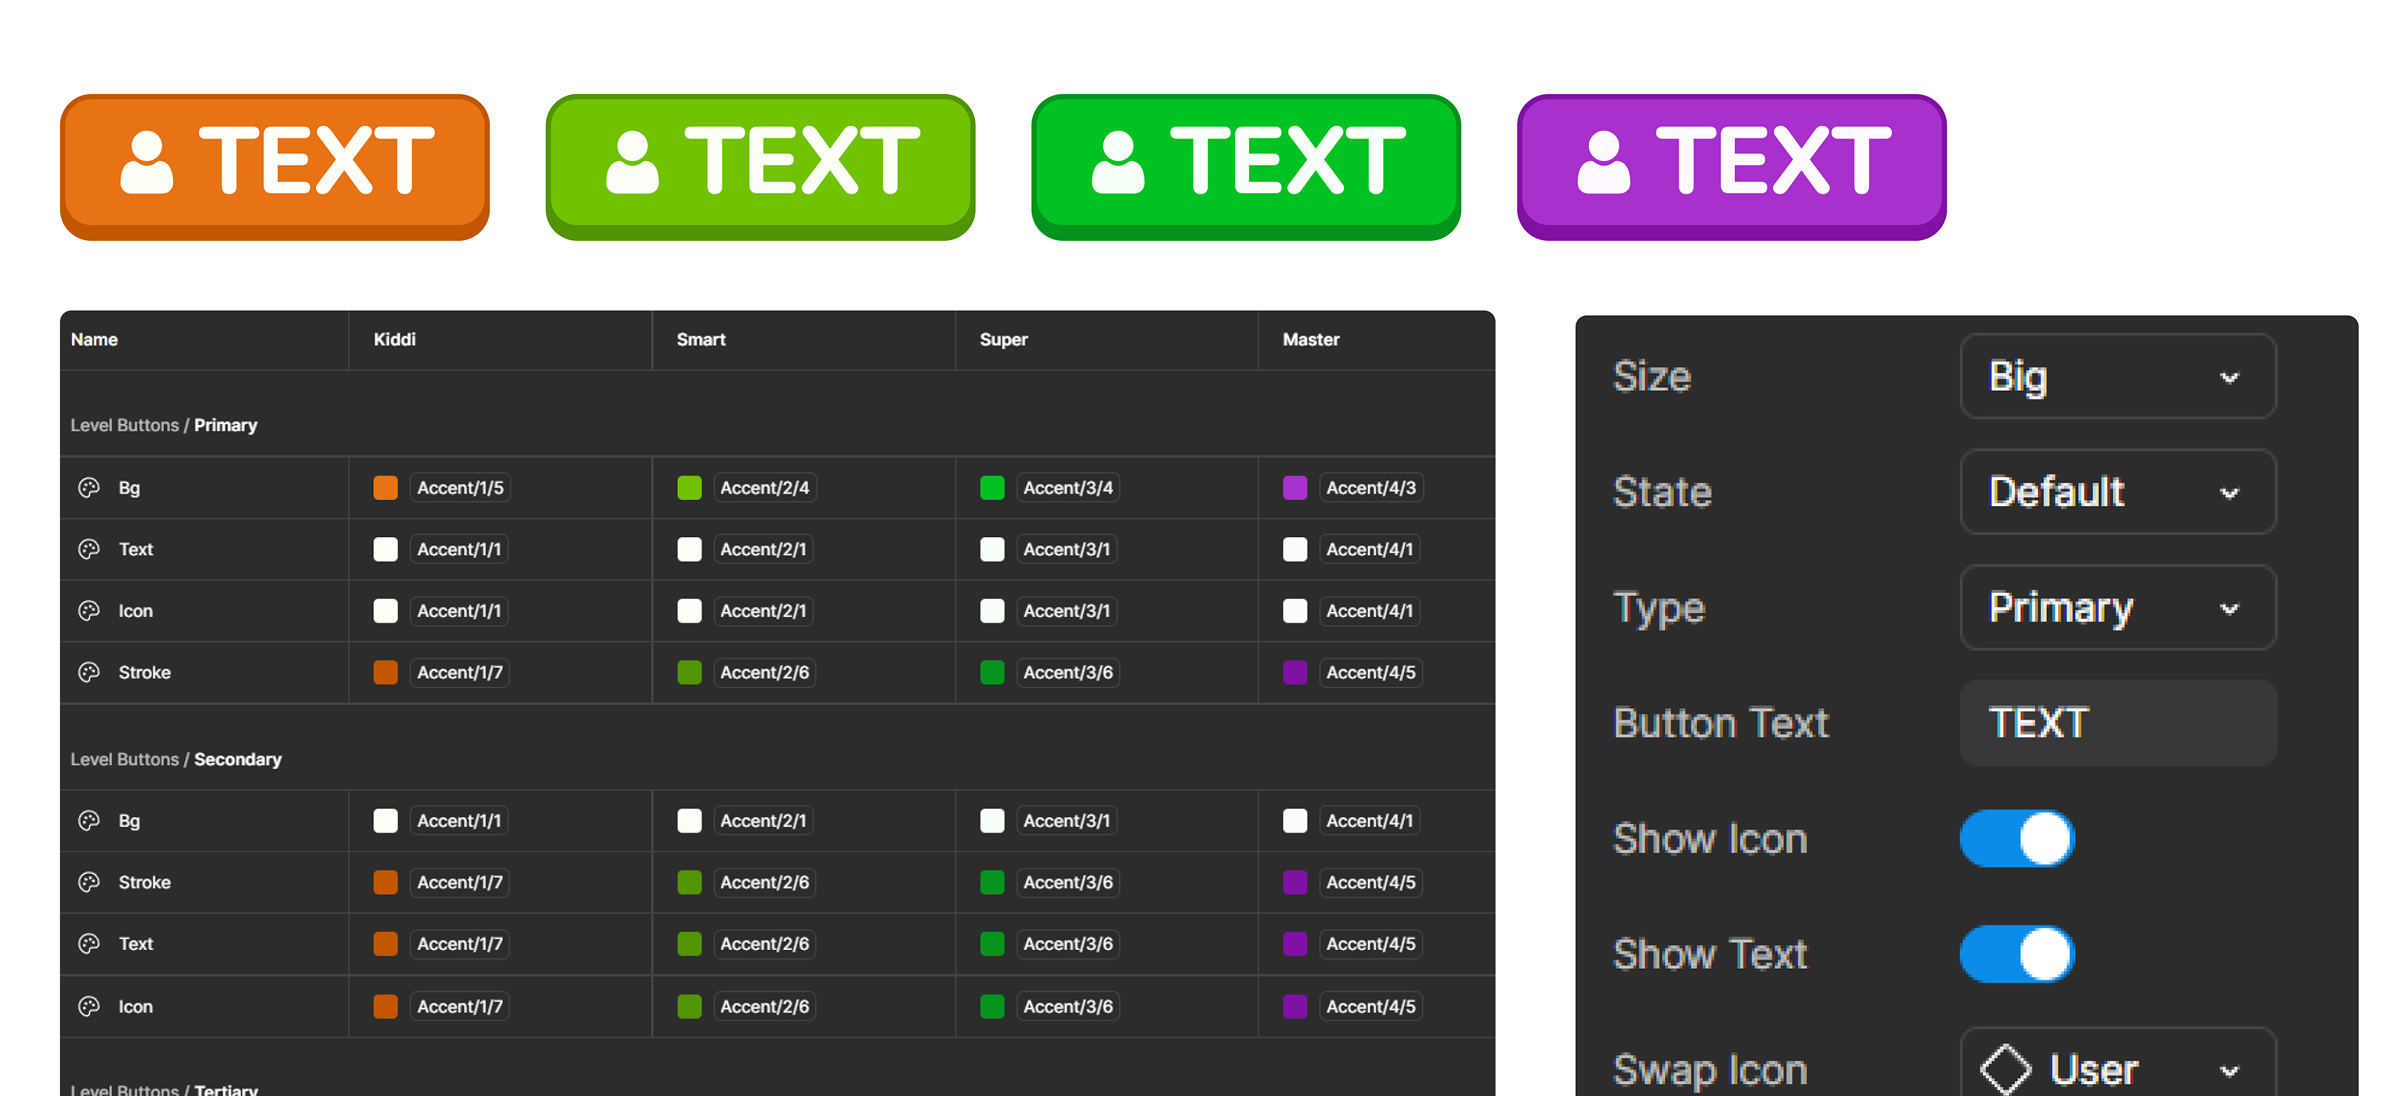 TEXT TEXT TEXT TEXT
Name Kiddi Smart Super Master
Level Buttons / Primary
Bg Accent/1/5 Accent/2/4 Accent/3/4 Accent/4/3
Text Accent/1/1 Accent/2/1 Accent/3/1 Accent/4/1
Icon Accent/1/1 Accent/2/1 Accent/3/1 Accent/4/1
Stroke Accent/1/7 Accent/2/6 Accent/3/6 Accent/4/5
Level Buttons / Secondary
Bg Accent/1/1 Accent/2/1 Accent/3/1 Accent/4/1
Stroke Accent/1/7 Accent/2/6 Accent/3/6 Accent/4/5
Text Accent/1/7 Accent/2/6 Accent/3/6 Accent/4/5
Icon Accent/1/7 Accent/2/6 Accent/3/6 Accent/4/5
Level Buttons / Tertiary
Size Big
State Default
Type Primary
Button Text TEXT
Show Icon
Show Text
Swap Icon User